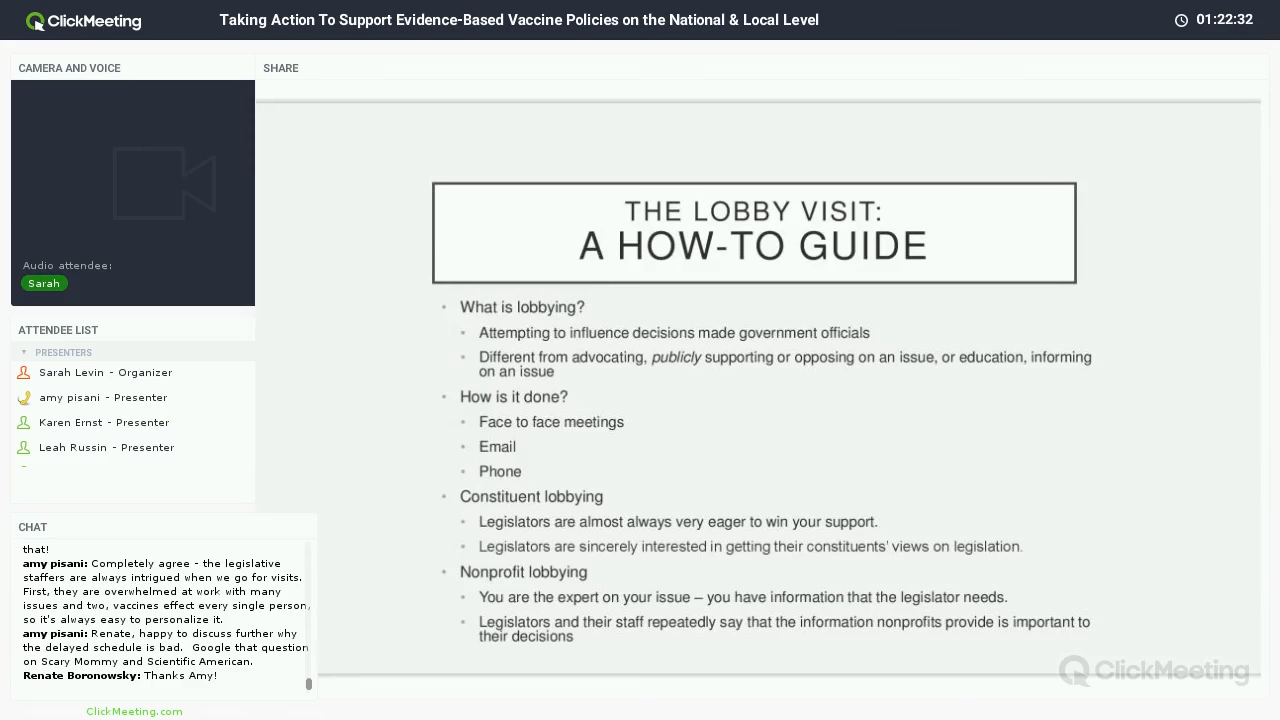 ClickMeeting
Taking Action To Support Evidence-Based Vaccine Policies on the National & Local Level
01:22:32
CAMERA AND VOICE
SHARE
Audio attendee:
Sarah
ATTENDEE LIST
PRESENTERS
Sarah Levin - Organizer
amy pisani - Presenter
Karen Ernst - Presenter
Leah Russin - Presenter
CHAT
that!
amy pisani: Completely agree - the legislative
staffers are always intrigued when we go for visits.
First, they are overwhelmed at work with many
issues and two, vaccines effect every single person,
so it's always easy to personalize it.
amy pisani: Renate, happy to discuss further why
the delayed schedule is bad. Google that question
on Scary Mommy and Scientific American.
Renate Boronowsky: Thanks Amy!
ClickMeeting.com
THE LOBBY VISIT:
A HOW-TO GUIDE
• What is lobbying?
• Attempting to influence decisions made government officials
• Different from advocating, publicly supporting or opposing on an issue, or education, informing
on an issue
• How is it done?
• Face to face meetings
• Email
• Phone
• Constituent lobbying
• Legislators are almost always very eager to win your support.
• Legislators are sincerely interested in getting their constituents' views on legislation.
• Nonprofit lobbying
• You are the expert on your issue – you have information that the legislator needs.
• Legislators and their staff repeatedly say that the information nonprofits provide is important to
their decisions
ClickMeeting